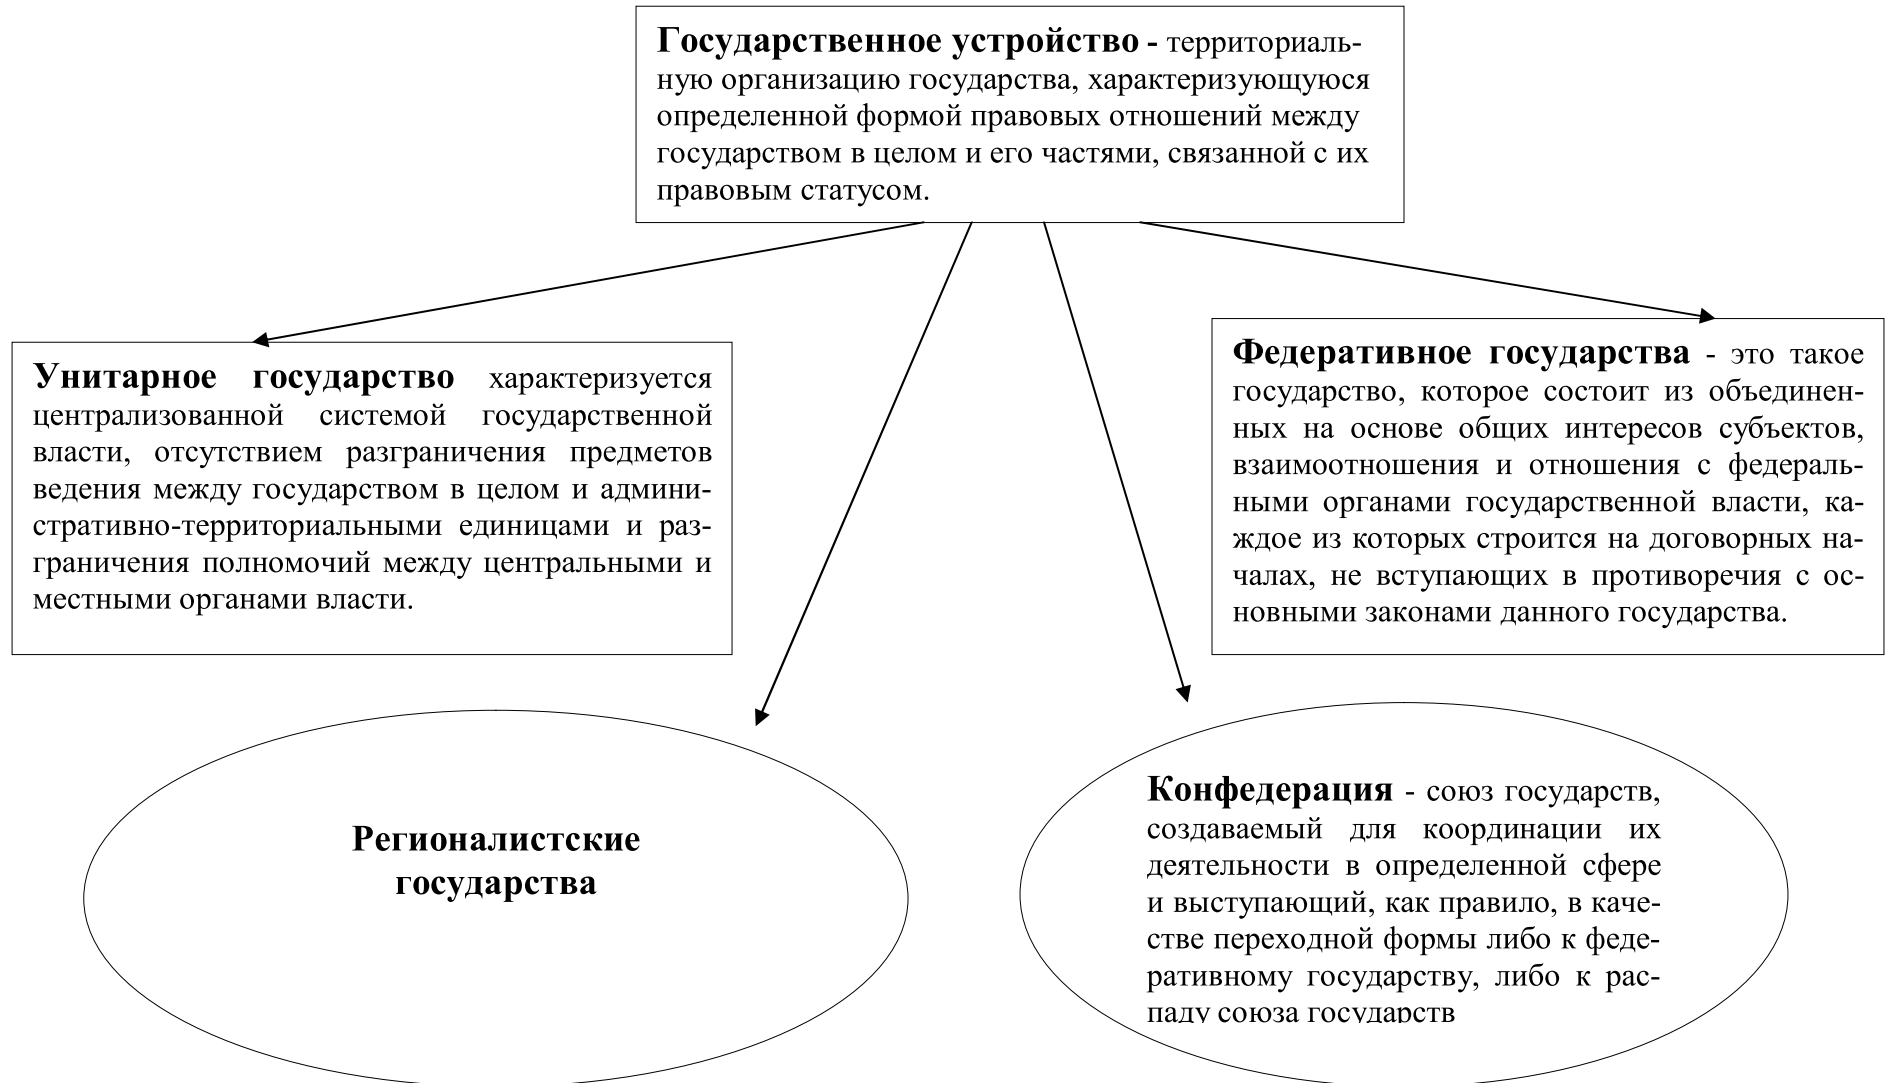 Государственное устройство - территориаль-
ную организацию государства, характеризующуюся
определенной формой правовых отношений между
государством в целом и его частями, связанной с их
правовым статусом.
Унитарное государство характеризуется
централизованной системой государственной
власти, отсутствием разграничения предметов
ведения между государством в целом и админи-
стративно-территориальными единицами и раз-
граничения полномочий между центральными и
местными органами власти.
Федеративное государства - это такое
государство, которое состоит из объединен-
ных на основе общих интересов субъектов,
взаимоотношения и отношения с федераль-
ными органами государственной власти, ка-
ждое из которых строится на договорных на-
чалах, не вступающих в противоречия с ос-
новными законами данного государства.
Регионалистские
государства
Конфедерация - союз государств,
создаваемый для координации их
деятельности в определенной сфере
и выступающий, как правило, в каче-
стве переходной формы либо к феде-
ративному государству, либо к рас-
паду союза государств